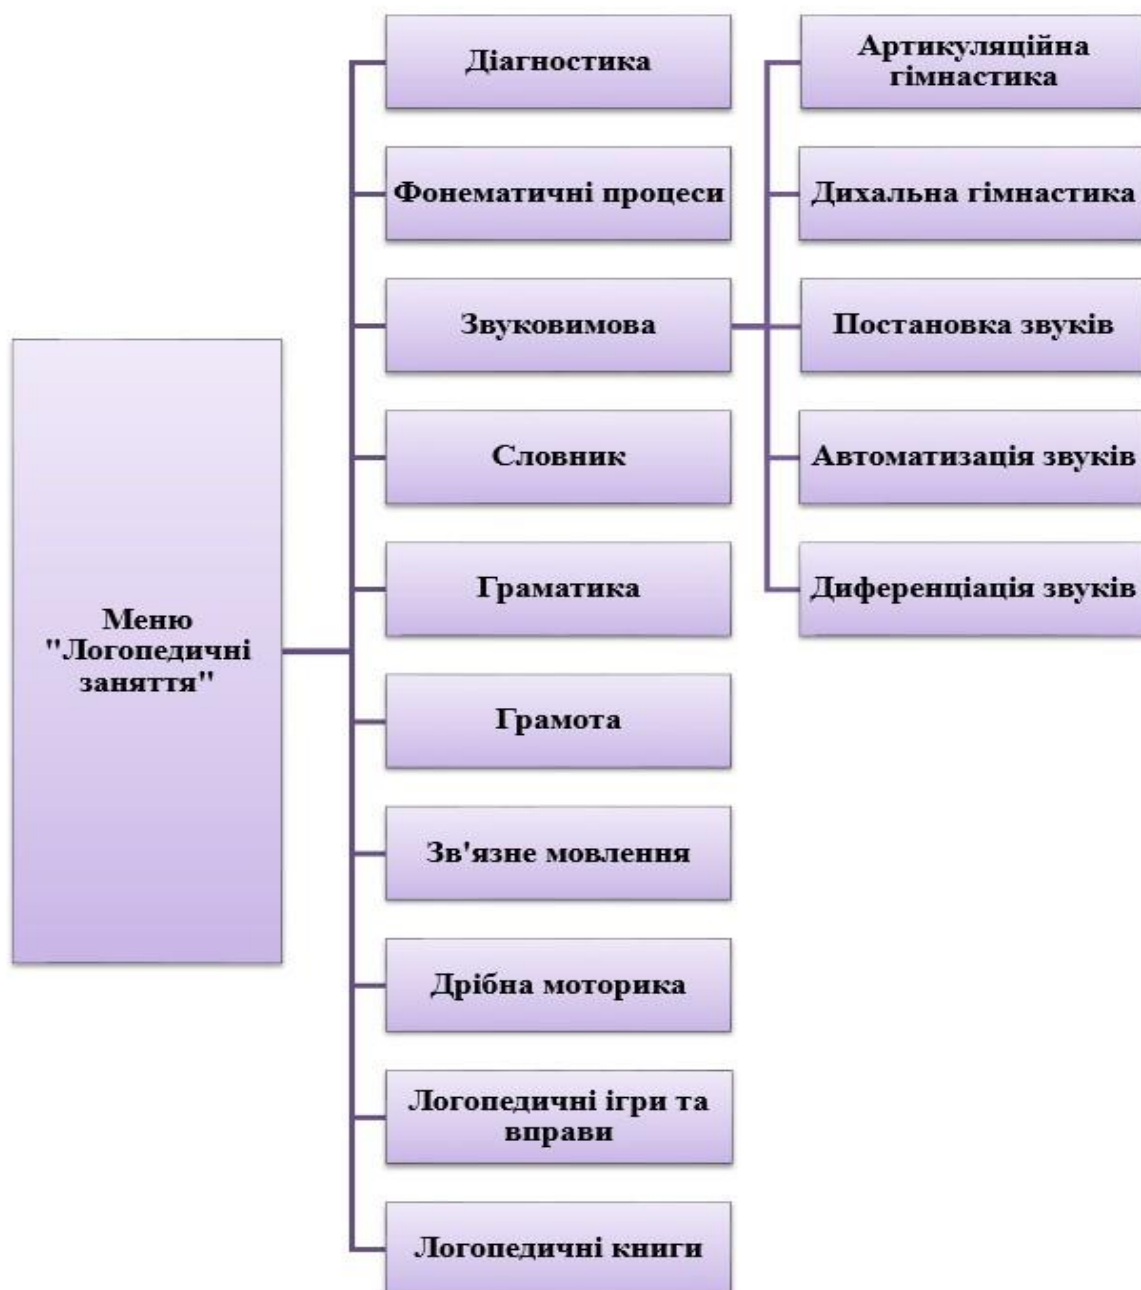 Меню
"Логопедичні
заняття"
Діагностика
Фонематичні процеси
Звуковимова
Словник
Граматика
Грамота
Зв'язне мовлення
Дрібна моторика
Логопедичні ігри та
вправи
Логопедичні книги
Артикуляційна
гімнастика
Дихальна гімнастика
Постановка звуків
Автоматизація звуків
Диференціація звуків